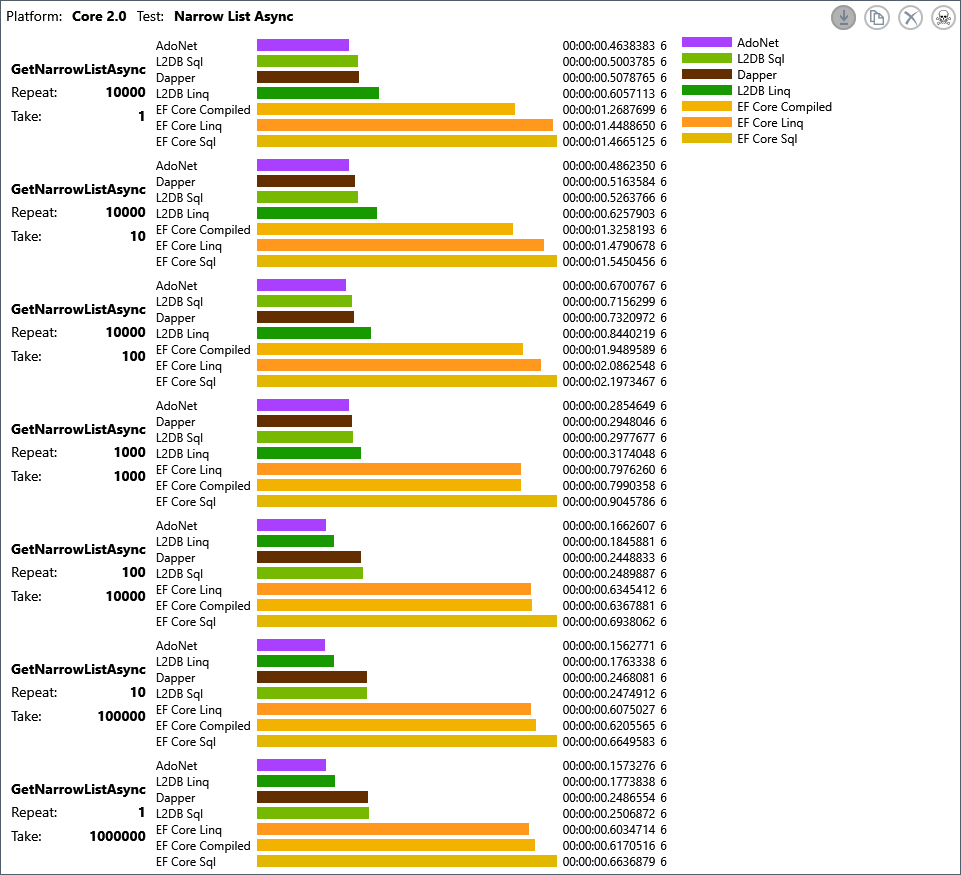 Platform: Core 2.0 Test: Narrow List Async
AdoNet
L2DB Sql
Dapper
L2DB Linq
EF Core Compiled
EF Core Linq
EF Core Sql
GetNarrowListAsync
Repeat: 10000
Take: 1
AdoNet 00:00:00.4638383 6
L2DB Sql 00:00:00.5003785 6
Dapper 00:00:00.5078765 6
L2DB Linq 00:00:00.6057113 6
EF Core Compiled 00:00:01.2687699 6
EF Core Linq 00:00:01.4488650 6
EF Core Sql 00:00:01.4665125 6
GetNarrowListAsync
Repeat: 10000
Take: 10
AdoNet 00:00:00.4862350 6
Dapper 00:00:00.5163584 6
L2DB Sql 00:00:00.5263766 6
L2DB Linq 00:00:00.6257903 6
EF Core Compiled 00:00:01.3258193 6
EF Core Linq 00:00:01.4790678 6
EF Core Sql 00:00:01.5450456 6
GetNarrowListAsync
Repeat: 10000
Take: 100
AdoNet 00:00:00.6700767 6
L2DB Sql 00:00:00.7156299 6
Dapper 00:00:00.7320972 6
L2DB Linq 00:00:00.8440219 6
EF Core Compiled 00:00:01.9489589 6
EF Core Linq 00:00:02.0862548 6
EF Core Sql 00:00:02.1973467 6
GetNarrowListAsync
Repeat: 1000
Take: 1000
AdoNet 00:00:00.2854649 6
Dapper 00:00:00.2948046 6
L2DB Sql 00:00:00.2977677 6
L2DB Linq 00:00:00.3174048 6
EF Core Linq 00:00:00.7976260 6
EF Core Compiled 00:00:00.7990358 6
EF Core Sql 00:00:00.9045786 6
GetNarrowListAsync
Repeat: 100
Take: 10000
AdoNet 00:00:00.1662607 6
L2DB Linq 00:00:00.1845881 6
Dapper 00:00:00.2448833 6
L2DB Sql 00:00:00.2489887 6
EF Core Linq 00:00:00.6345412 6
EF Core Compiled 00:00:00.6367881 6
EF Core Sql 00:00:00.6938062 6
GetNarrowListAsync
Repeat: 10
Take: 100000
AdoNet 00:00:00.1562771 6
L2DB Linq 00:00:00.1763338 6
Dapper 00:00:00.2468081 6
L2DB Sql 00:00:00.2474912 6
EF Core Linq 00:00:00.6075027 6
EF Core Compiled 00:00:00.6205565 6
EF Core Sql 00:00:00.6649583 6
GetNarrowListAsync
Repeat: 1
Take: 1000000
AdoNet 00:00:00.1573276 6
L2DB Linq 00:00:00.1773838 6
Dapper 00:00:00.2486554 6
L2DB Sql 00:00:00.2506872 6
EF Core Linq 00:00:00.6034714 6
EF Core Compiled 00:00:00.6170516 6
EF Core Sql 00:00:00.6636879 6